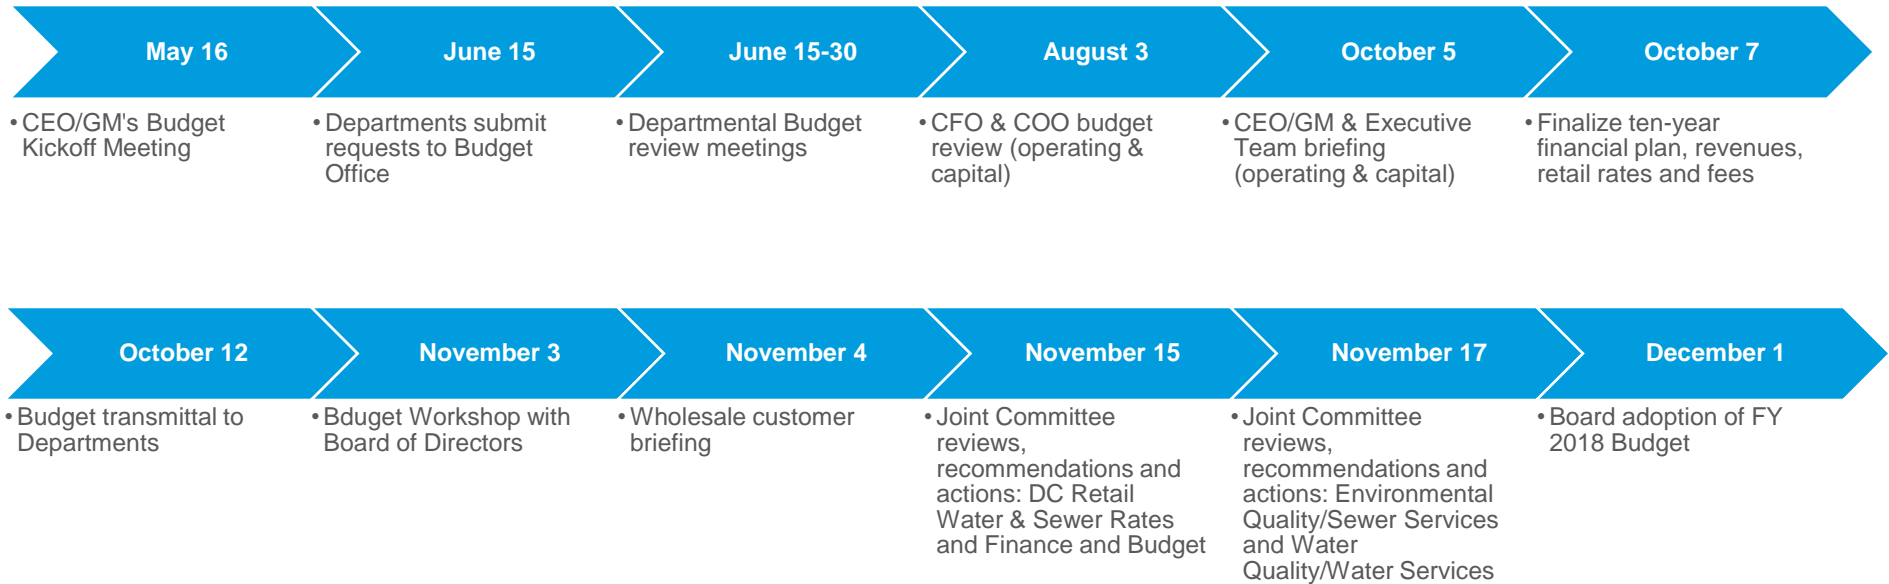 May 16
June 15
June 15-30
August 3
October 5
October 7
• CEO/GM's Budget
Kickoff Meeting
• Departments submit
requests to Budget
Office
• Departmental Budget
review meetings
• CFO & COO budget
review (operating &
capital)
• CEO/GM & Executive
Team briefing
(operating & capital)
• Finalize ten-year
financial plan, revenues,
retail rates and fees
October 12
November 3
November 4
November 15
November 17
December 1
• Budget transmittal to
Departments
• Bduget Workshop with
Board of Directors
• Wholesale customer
briefing
• Joint Committee
reviews,
recommendations and
actions: DC Retail
Water & Sewer Rates
and Finance and Budget
• Joint Committee
reviews,
recommendations and
actions: Environmental
Quality/Sewer Services
and Water
Quality/Water Services
• Board adoption of FY
2018 Budget